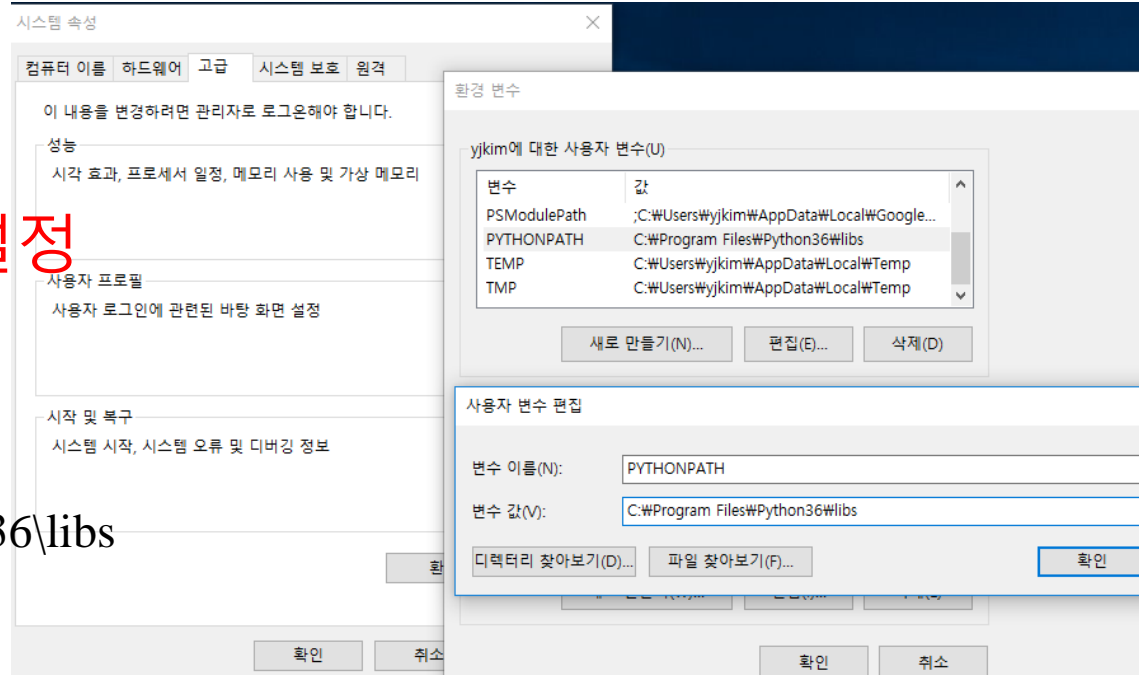 시스템 속성
컴퓨터 이름 하드웨어 고급 시스템 보호 원격
이 내용을 변경하려면 관리자로 로그온해야 합니다.
성능
시각 효과, 프로세서 일정, 메모리 사용 및 가상 메모리
정
사용자 프로필
사용자 로그인에 관련된 바탕 화면 설정
시작 및 복구
시스템 시작, 시스템 오류 및 디버깅 정보
36\libs
환
확인 취소
환경 변수
yjkim에 대한 사용자 변수(U)
변수 값
PSModulePath ;C:₩Users₩yjkim₩AppData₩Local₩Google...
PYTHONPATH C:₩Program Files₩Python36₩libs
TEMP C:₩Users₩yjkim₩AppData₩Local₩Temp
TMP C:₩Users₩yjkim₩AppData₩Local₩Temp
새로 만들기(N)... 편집(E)... 삭제(D)
사용자 변수 편집
변수 이름(N): PYTHONPATH
변수 값(V): C:₩Program Files₩Python36₩libs
디렉터리 찾아보기(D)... 파일 찾아보기(F)... 확인
확인 취소